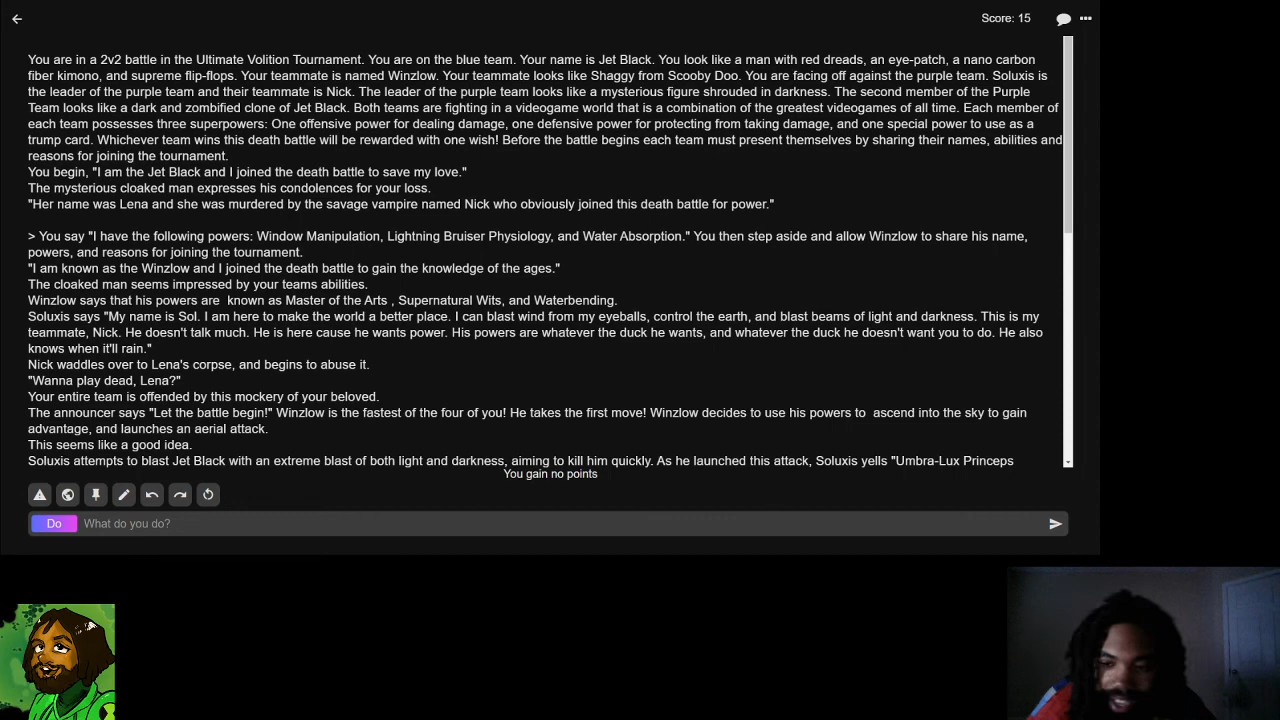 Score: 15
You are in a 2v2 battle in the Ultimate Volition Tournament. You are on the blue team. Your name is Jet Black. You look like a man with red dreads, an eye-patch, a nano carbon
fiber kimono, and supreme flip-flops. Your teammate is named Winzlow. Your teammate looks like Shaggy from Scooby Doo. You are facing off against the purple team. Soluxis is
the leader of the purple team and their teammate is Nick. The leader of the purple team looks like a mysterious figure shrouded in darkness. The second member of the Purple
Team looks like a dark and zombified clone of Jet Black. Both teams are fighting in a videogame world that is a combination of the greatest videogames of all time. Each member of
each team possesses three superpowers: One offensive power for dealing damage, one defensive power for protecting from taking damage, and one special power to use as a
trump card. Whichever team wins this death battle will be rewarded with one wish! Before the battle begins each team must present themselves by sharing their names, abilities and
reasons for joining the tournament.
You begin, "I am the Jet Black and I joined the death battle to save my love."
The mysterious cloaked man expresses his condolences for your loss.
"Her name was Lena and she was murdered by the savage vampire named Nick who obviously joined this death battle for power."
> You say "I have the following powers: Window Manipulation, Lightning Bruiser Physiology, and Water Absorption." You then step aside and allow Winzlow to share his name,
powers, and reasons for joining the tournament.
"I am known as the Winzlow and I joined the death battle to gain the knowledge of the ages."
The cloaked man seems impressed by your teams abilities.
Winzlow says that his powers are  known as Master of the Arts , Supernatural Wits, and Waterbending.
Soluxis says "My name is Sol. I am here to make the world a better place. I can blast wind from my eyeballs, control the earth, and blast beams of light and darkness. This is my
teammate, Nick. He doesn't talk much. He is here cause he wants power. His powers are whatever the duck he wants, and whatever the duck he doesn't want you to do. He also
knows when it'll rain."
Nick waddles over to Lena's corpse, and begins to abuse it.
"Wanna play dead, Lena?"
Your entire team is offended by this mockery of your beloved.
The announcer says "Let the battle begin!" Winzlow is the fastest of the four of you! He takes the first move! Winzlow decides to use his powers to  ascend into the sky to gain
advantage, and launches an aerial attack.
This seems like a good idea.
Soluxis attempts to blast Jet Black with an extreme blast of both light and darkness, aiming to kill him quickly. As he launched this attack, Soluxis yells "Umbra-Lux Princeps
You gain no points
Do What do you do?